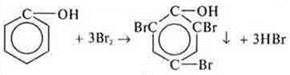 C—OH
+ 3Br₂ →
C—OH
Br
Br
C—Br
↓ + 3HBr